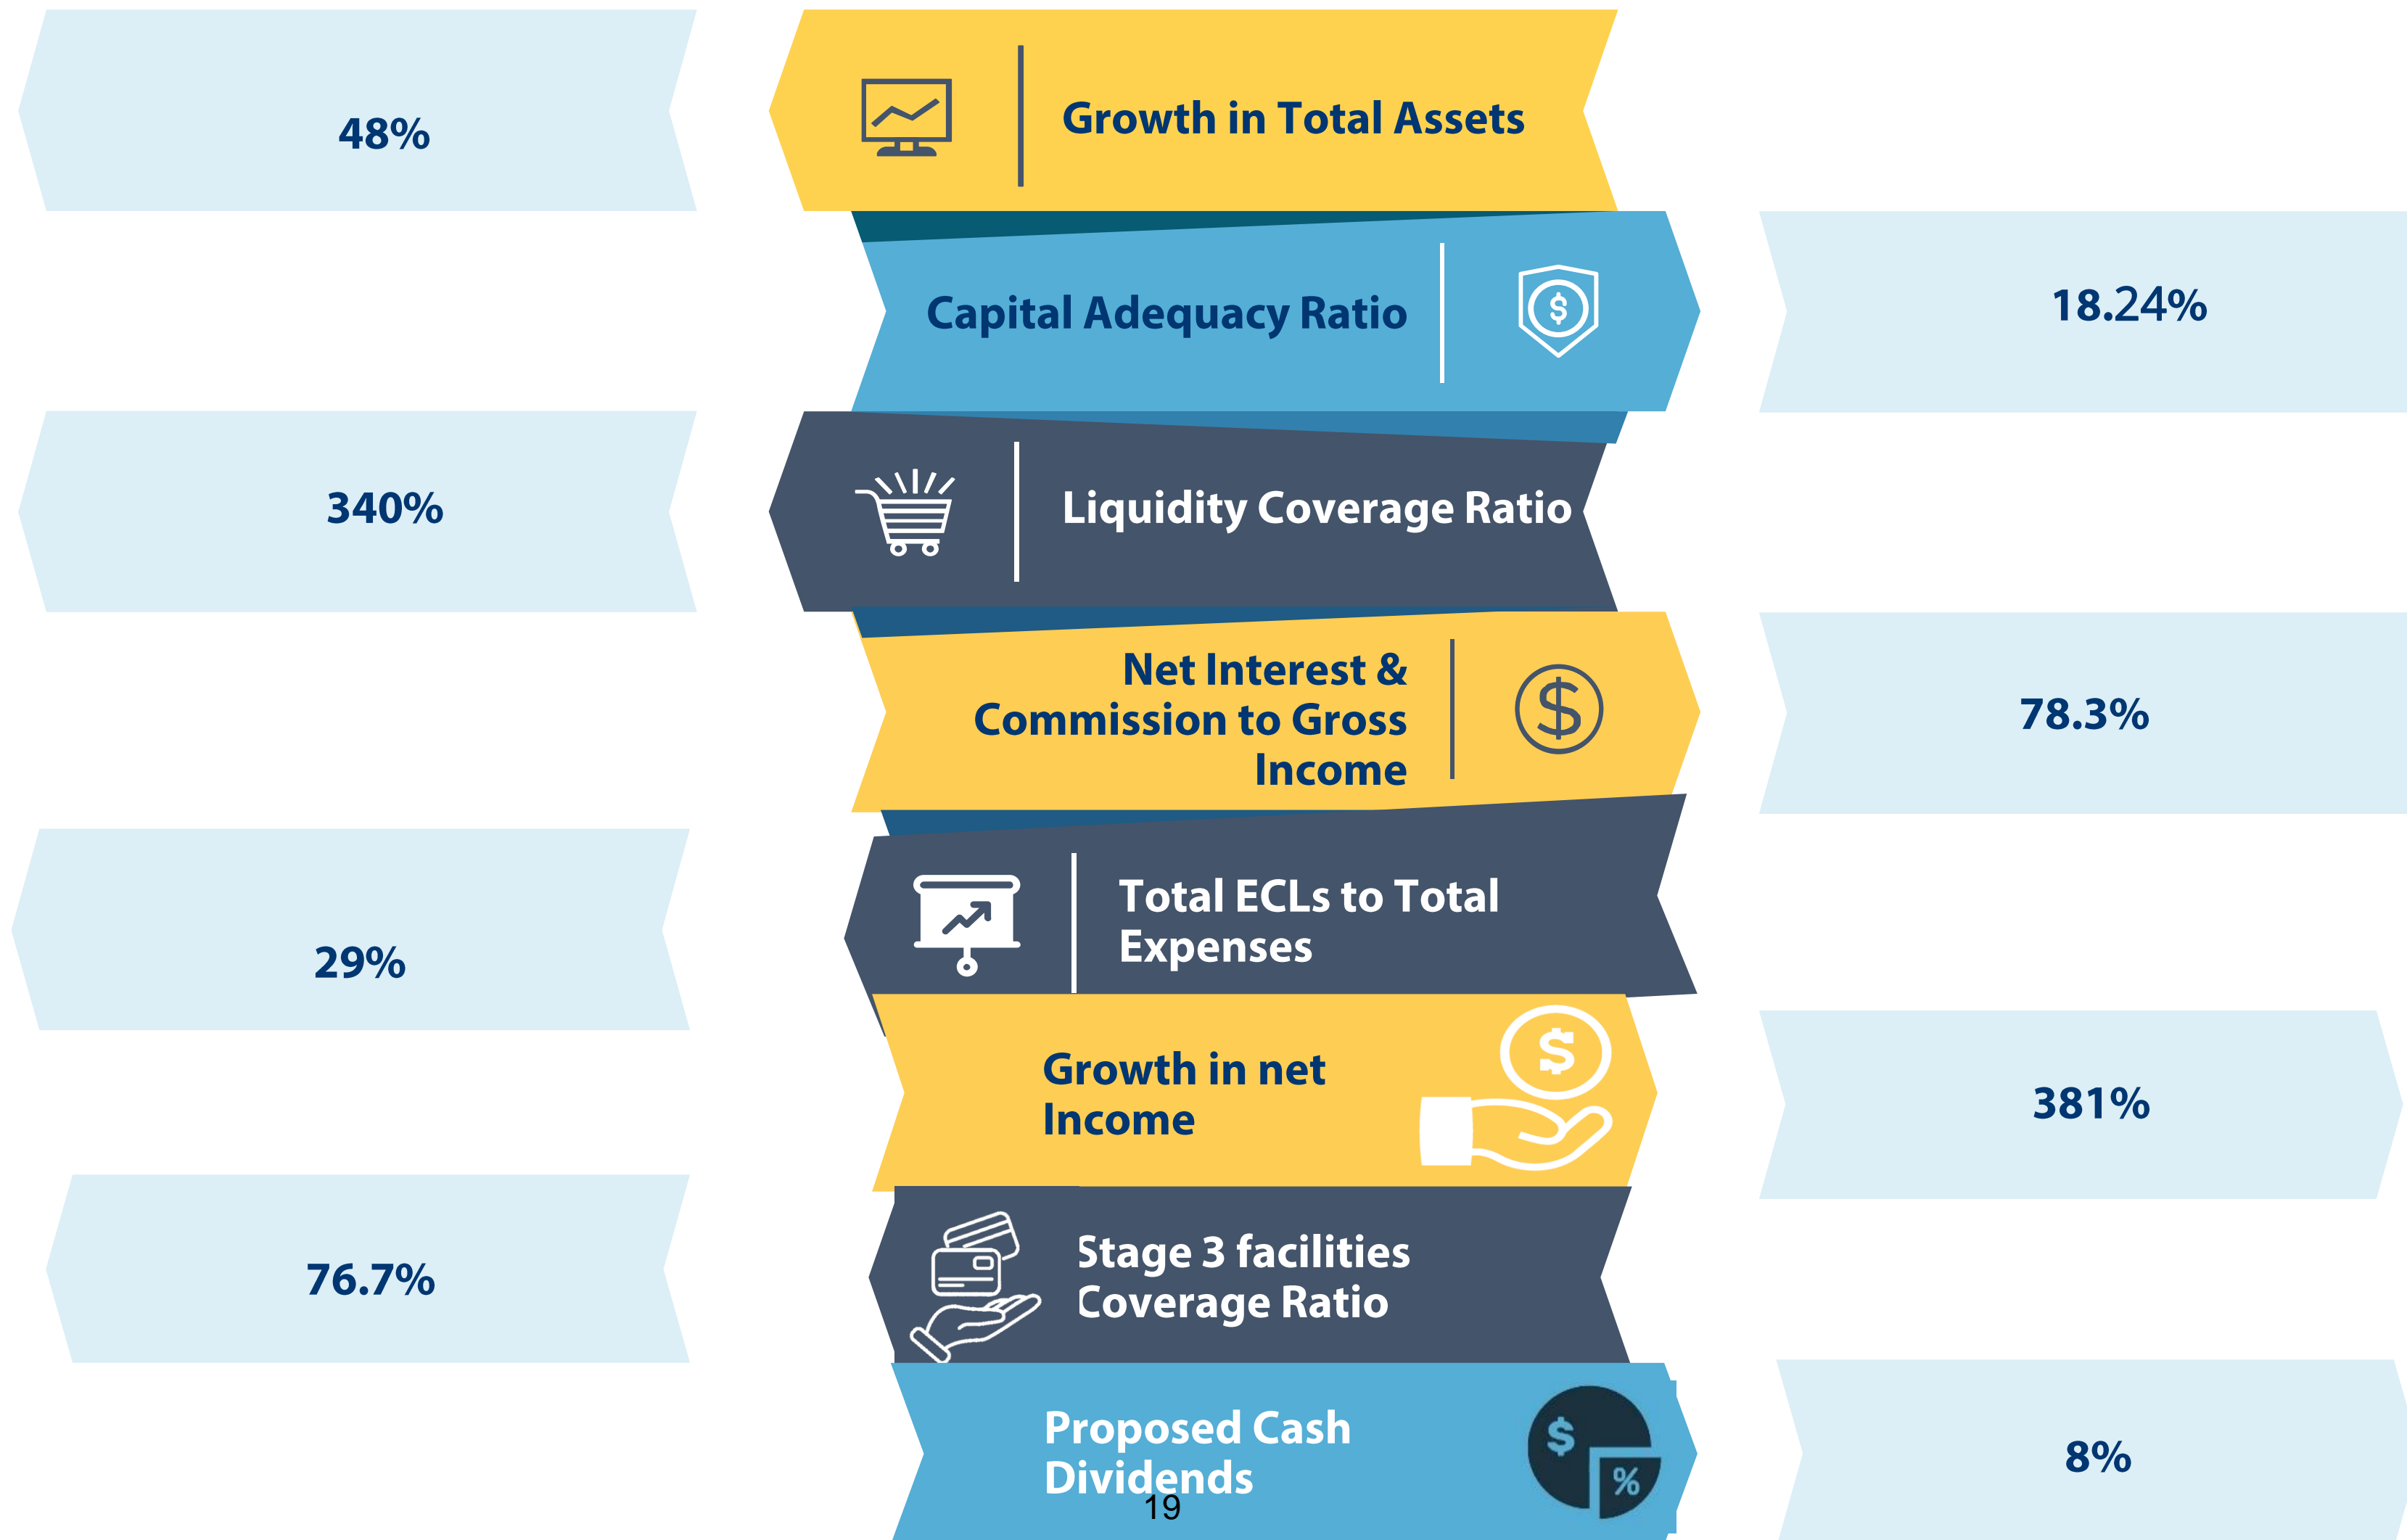 48%
Growth in Total Assets
Capital Adequacy Ratio
$
18.24%
340%
Liquidity Coverage Ratio
Net Interest &
Commission to Gross
Income
$
78.3%
29%
Total ECLs to Total
Expenses
Growth in net
Income
$
381%
76.7%
Stage 3 facilities
Coverage Ratio
Proposed Cash
Dividends
$
%
8%
19